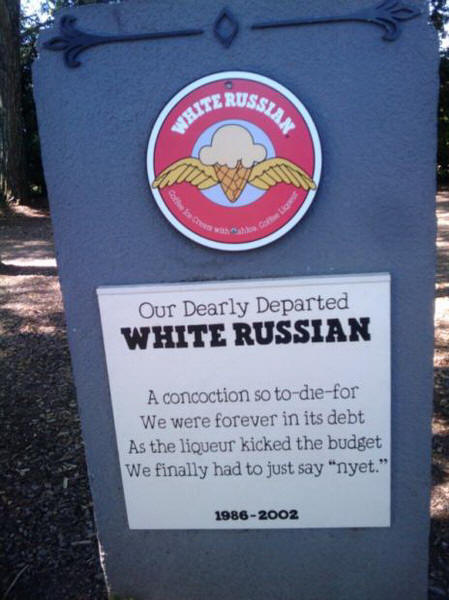 WHITE RUSSIAN
Coffee Ice Cream with Kahlúa Coffee Liqueur
Our Dearly Departed
WHITE RUSSIAN
A concoction so to-die-for
We were forever in its debt
As the liqueur kicked the budget
We finally had to just say "nyet."
1986-2002